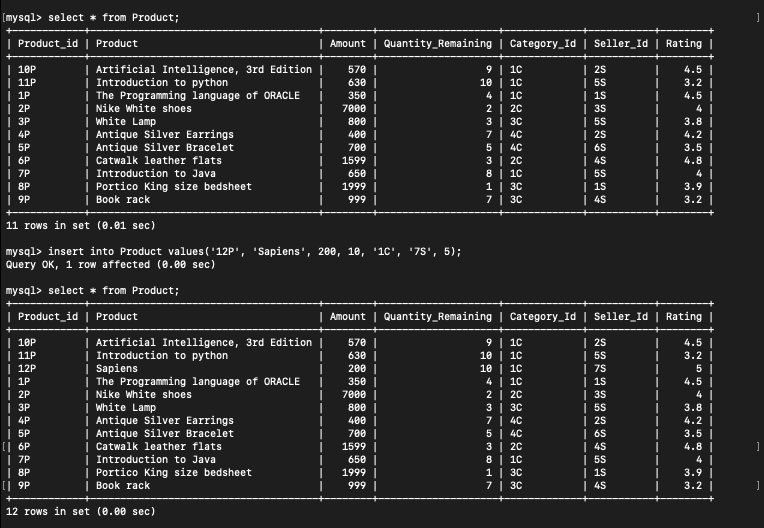 [mysql> select * from Product; ]
+------------+----------------------------------+--------+--------------------+-------------+-----------+--------+
| Product_id | Product                          | Amount | Quantity_Remaining | Category_Id | Seller_Id | Rating |
+------------+----------------------------------+--------+--------------------+-------------+-----------+--------+
| 10P        | Artificial Intelligence, 3rd Edition |    570 |                  9 | 1C          | 2S        |    4.5 |
| 11P        | Introduction to python           |    630 |                 10 | 1C          | 5S        |    3.2 |
| 1P         | The Programming language of ORACLE |    350 |                  4 | 1C          | 1S        |    4.5 |
| 2P         | Nike White shoes                 |   7000 |                  2 | 2C          | 3S        |      4 |
| 3P         | White Lamp                       |    800 |                  3 | 3C          | 5S        |    3.8 |
| 4P         | Antique Silver Earrings          |    400 |                  7 | 4C          | 2S        |    4.2 |
| 5P         | Antique Silver Bracelet          |    700 |                  5 | 4C          | 6S        |    3.5 |
| 6P         | Catwalk leather flats            |   1599 |                  3 | 2C          | 4S        |    4.8 |
| 7P         | Introduction to Java             |    650 |                  8 | 1C          | 5S        |      4 |
| 8P         | Portico King size bedsheet       |   1999 |                  1 | 3C          | 1S        |    3.9 |
| 9P         | Book rack                        |    999 |                  7 | 3C          | 4S        |    3.2 |
+------------+----------------------------------+--------+--------------------+-------------+-----------+--------+
11 rows in set (0.01 sec)
mysql> insert into Product values('12P', 'Sapiens', 200, 10, '1C', '7S', 5);
Query OK, 1 row affected (0.00 sec)
mysql> select * from Product;
+------------+----------------------------------+--------+--------------------+-------------+-----------+--------+
| Product_id | Product                          | Amount | Quantity_Remaining | Category_Id | Seller_Id | Rating |
+------------+----------------------------------+--------+--------------------+-------------+-----------+--------+
| 10P        | Artificial Intelligence, 3rd Edition |    570 |                  9 | 1C          | 2S        |    4.5 |
| 11P        | Introduction to python           |    630 |                 10 | 1C          | 5S        |    3.2 |
| 12P        | Sapiens                          |    200 |                 10 | 1C          | 7S        |      5 |
| 1P         | The Programming language of ORACLE |    350 |                  4 | 1C          | 1S        |    4.5 |
| 2P         | Nike White shoes                 |   7000 |                  2 | 2C          | 3S        |      4 |
| 3P         | White Lamp                       |    800 |                  3 | 3C          | 5S        |    3.8 |
| 4P         | Antique Silver Earrings          |    400 |                  7 | 4C          | 2S        |    4.2 |
| 5P         | Antique Silver Bracelet          |    700 |                  5 | 4C          | 6S        |    3.5 |
[| 6P         | Catwalk leather flats            |   1599 |                  3 | 2C          | 4S        |    4.8 | ]
| 7P         | Introduction to Java             |    650 |                  8 | 1C          | 5S        |      4 |
| 8P         | Portico King size bedsheet       |   1999 |                  1 | 3C          | 1S        |    3.9 |
[| 9P         | Book rack                        |    999 |                  7 | 3C          | 4S        |    3.2 | ]
+------------+----------------------------------+--------+--------------------+-------------+-----------+--------+
12 rows in set (0.00 sec)